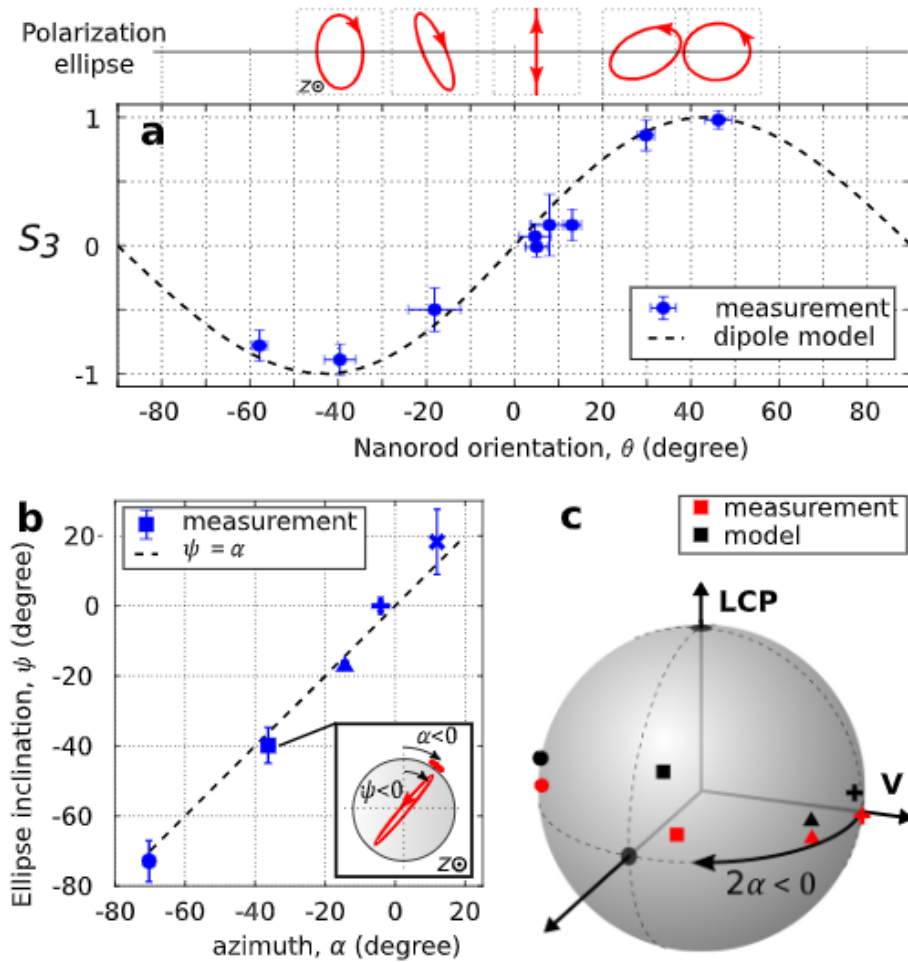 Polarization
ellipse
z⊙
a
1
0
-1
S3
measurement
dipole model
-80 -60 -40 -20 0 20 40 60 80
Nanorod orientation, θ (degree)
b
measurement
ψ = α
20
0
-20
-40
-60
-80
Ellipse inclination, ψ (degree)
α<0
ψ<0
z⊙
-80 -60 -40 -20 0 20
azimuth, α (degree)
c
measurement
model
LCP
V
2α<0